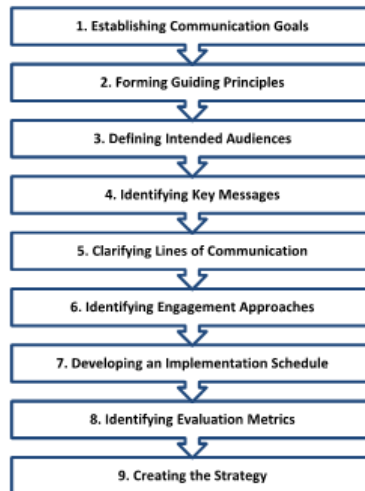 1. Establishing Communication Goals
2. Forming Guiding Principles
3. Defining Intended Audiences
4. Identifying Key Messages
5. Clarifying Lines of Communication
6. Identifying Engagement Approaches
7. Developing an Implementation Schedule
8. Identifying Evaluation Metrics
9. Creating the Strategy